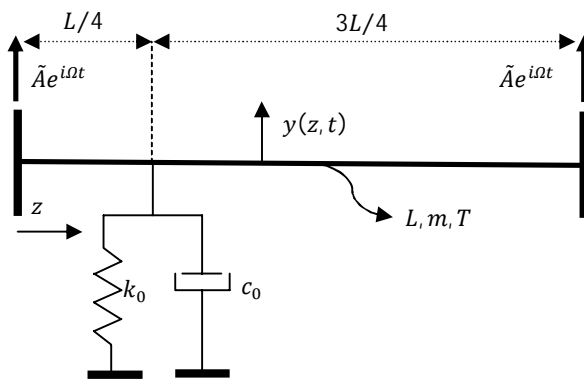 L/4
3L/4
Ãe^{iΩt}
Ãe^{iΩt}
y(z,t)
z
L, m, T
k₀
c₀